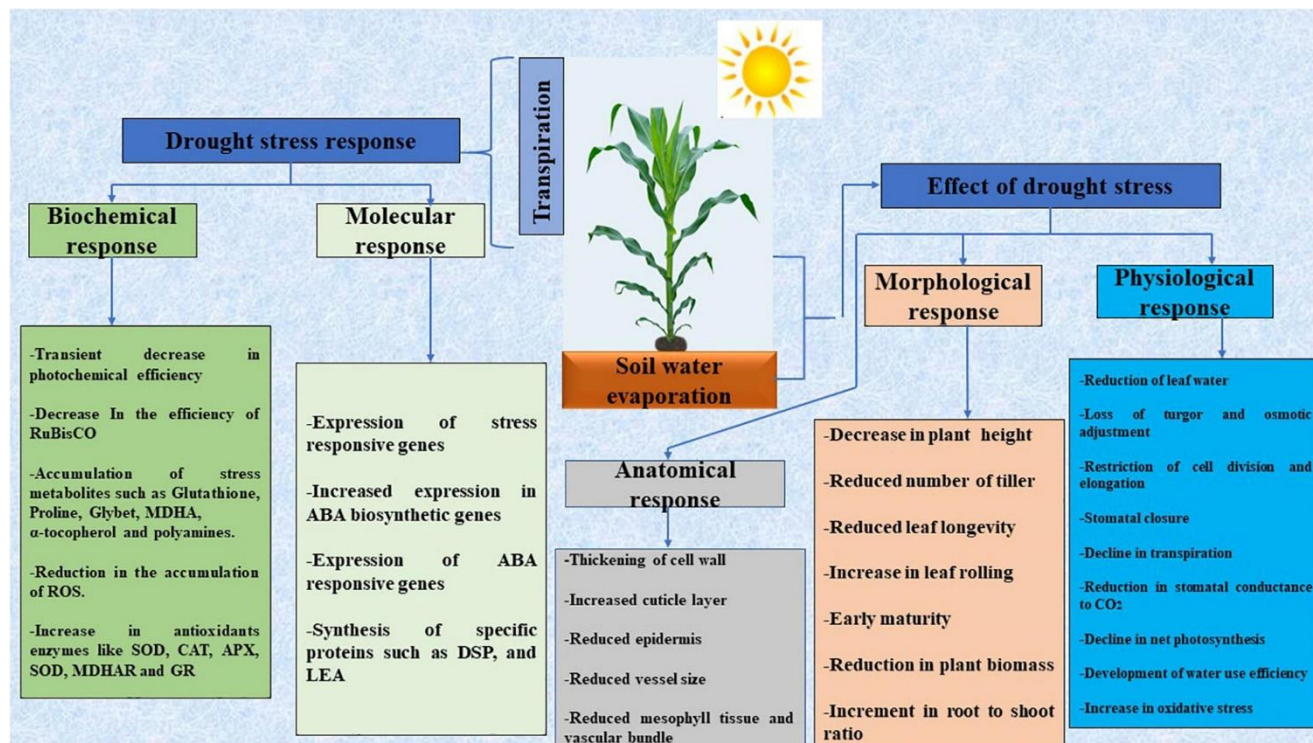 Drought stress response
Biochemical
response
-Transient decrease in
photochemical efficiency
-Decrease In the efficiency of
RuBisCO
-Accumulation of stress
metabolites such as Glutathione,
Proline, Glybet, MDHA,
α-tocopherol and polyamines.
-Reduction in the accumulation
of ROS.
-Increase in antioxidants
enzymes like SOD, CAT, APX,
SOD, MDHAR and GR
Molecular
response
-Expression of stress
responsive genes
-Increased expression in
ABA biosynthetic genes
-Expression of ABA
responsive genes
-Synthesis of specific
proteins such as DSP, and
LEA
Transpiration
Soil water
evaporation
Effect of drought stress
Anatomical
response
-Thickening of cell wall
-Increased cuticle layer
-Reduced epidermis
-Reduced vessel size
-Reduced mesophyll tissue and
vascular bundle
Morphological
response
-Decrease in plant height
-Reduced number of tiller
-Reduced leaf longevity
-Increase in leaf rolling
-Early maturity
-Reduction in plant biomass
-Increment in root to shoot
ratio
Physiological
response
-Reduction of leaf water
-Loss of turgor and osmotic
adjustment
-Restriction of cell division and
elongation
-Stomatal closure
-Decline in transpiration
-Reduction in stomatal conductance
to CO₂
-Decline in net photosynthesis
-Development of water use efficiency
-Increase in oxidative stress